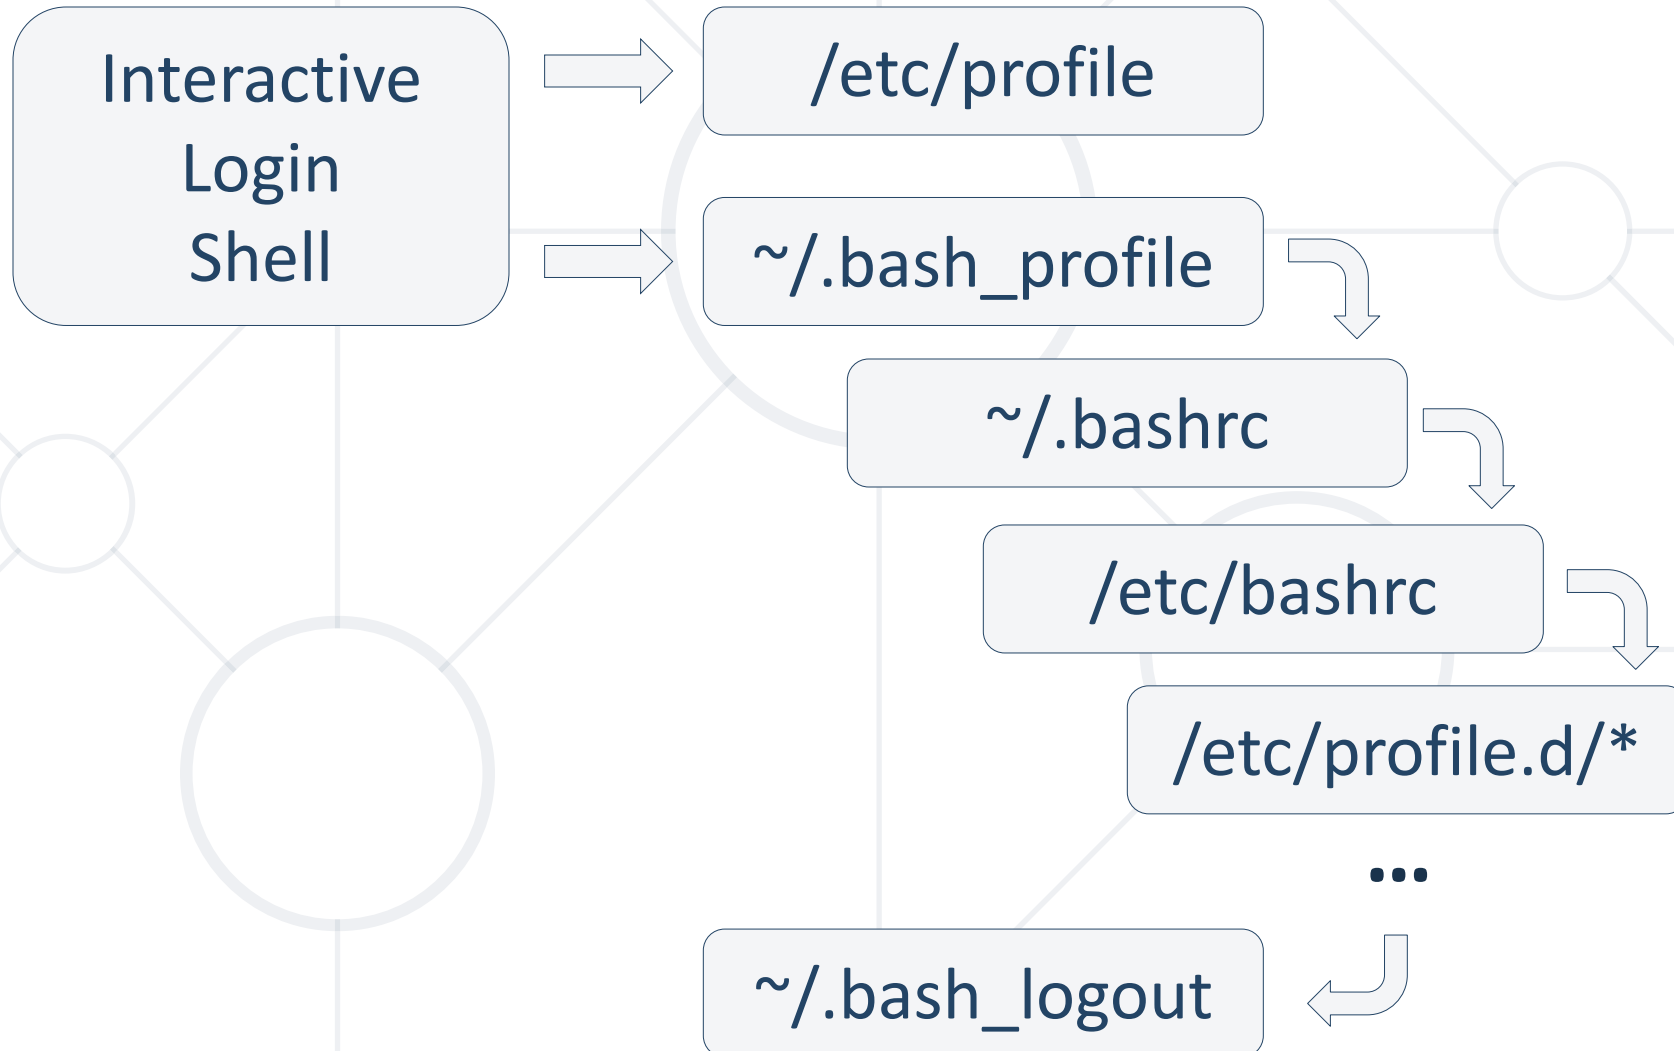 Interactive
Login
Shell
/etc/profile
~/.bash_profile
~/.bashrc
/etc/bashrc
/etc/profile.d/*
...
~/.bash_logout